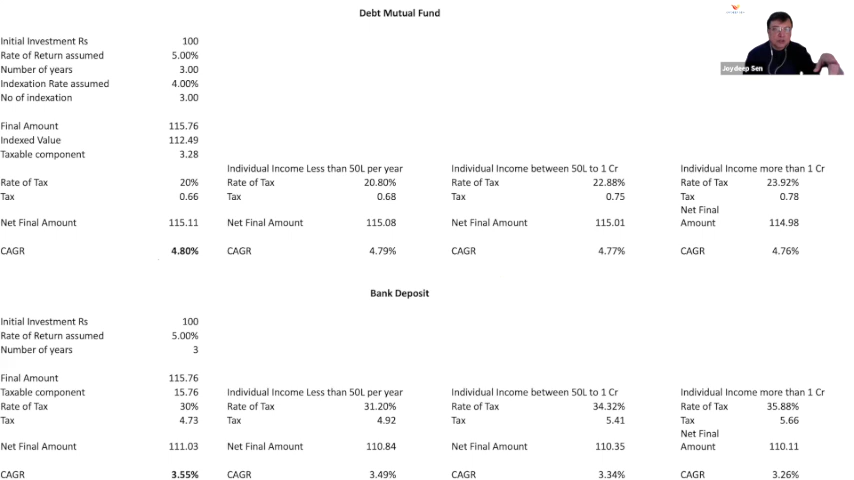 Debt Mutual Fund
Joydeep Sen
Initial Investment Rs 100
Rate of Return assumed 5.00%
Number of years 3.00
Indexation Rate assumed 4.00%
No of indexation 3.00
Final Amount 115.76
Indexed Value 112.49
Taxable component 3.28
Individual Income Less than 50L per year Individual Income between 50L to 1 Cr Individual Income more than 1 Cr
Rate of Tax 20% Rate of Tax 20.80% Rate of Tax 22.88% Rate of Tax 23.92%
Tax 0.66 Tax 0.68 Tax 0.75 Tax 0.78
Net Final
Net Final Amount 115.11 Net Final Amount 115.08 Net Final Amount 115.01 Amount 114.98
CAGR 4.80% CAGR 4.79% CAGR 4.77% CAGR 4.76%
Bank Deposit
Initial Investment Rs 100
Rate of Return assumed 5.00%
Number of years 3
Final Amount 115.76
Taxable component 15.76 Individual Income Less than 50L per year Individual Income between 50L to 1 Cr Individual Income more than 1 Cr
Rate of Tax 30% Rate of Tax 31.20% Rate of Tax 34.32% Rate of Tax 35.88%
Tax 4.73 Tax 4.92 Tax 5.41 Tax 5.66
Net Final
Net Final Amount 111.03 Net Final Amount 110.84 Net Final Amount 110.35 Amount 110.11
CAGR 3.55% CAGR 3.49% CAGR 3.34% CAGR 3.26%